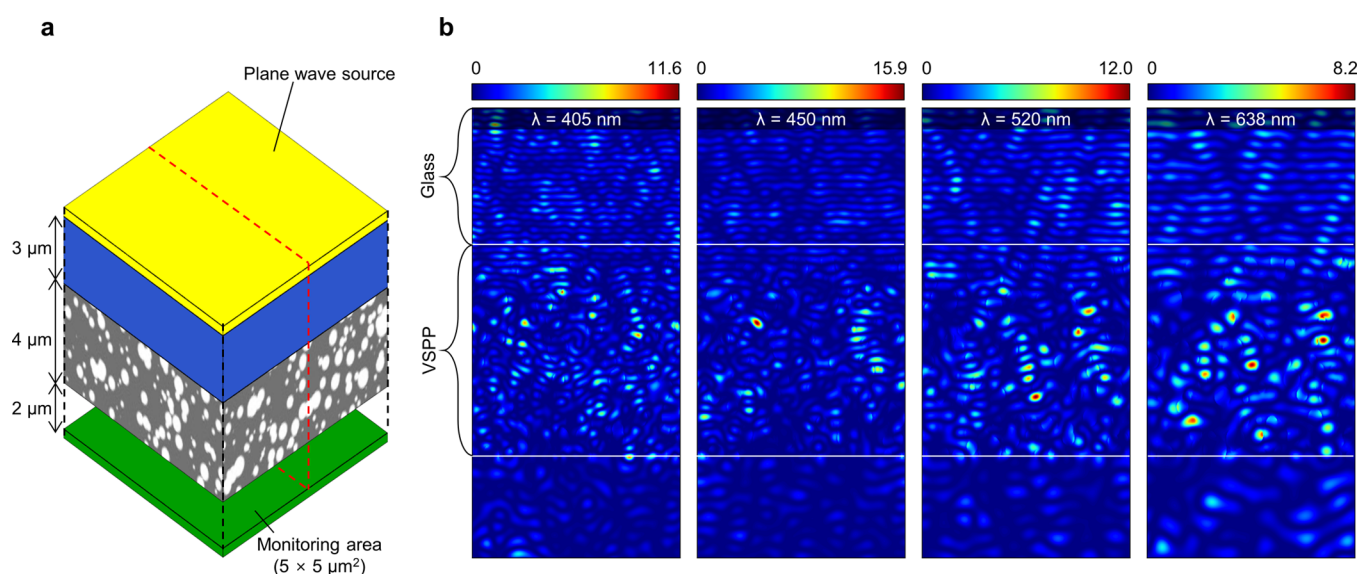 a
b
Plane wave source
3 µm
4 µm
2 µm
Monitoring area
(5 × 5 µm²)
0 11.6
0 15.9
0 12.0
0 8.2
λ = 405 nm
λ = 450 nm
λ = 520 nm
λ = 638 nm
Glass
VSPP